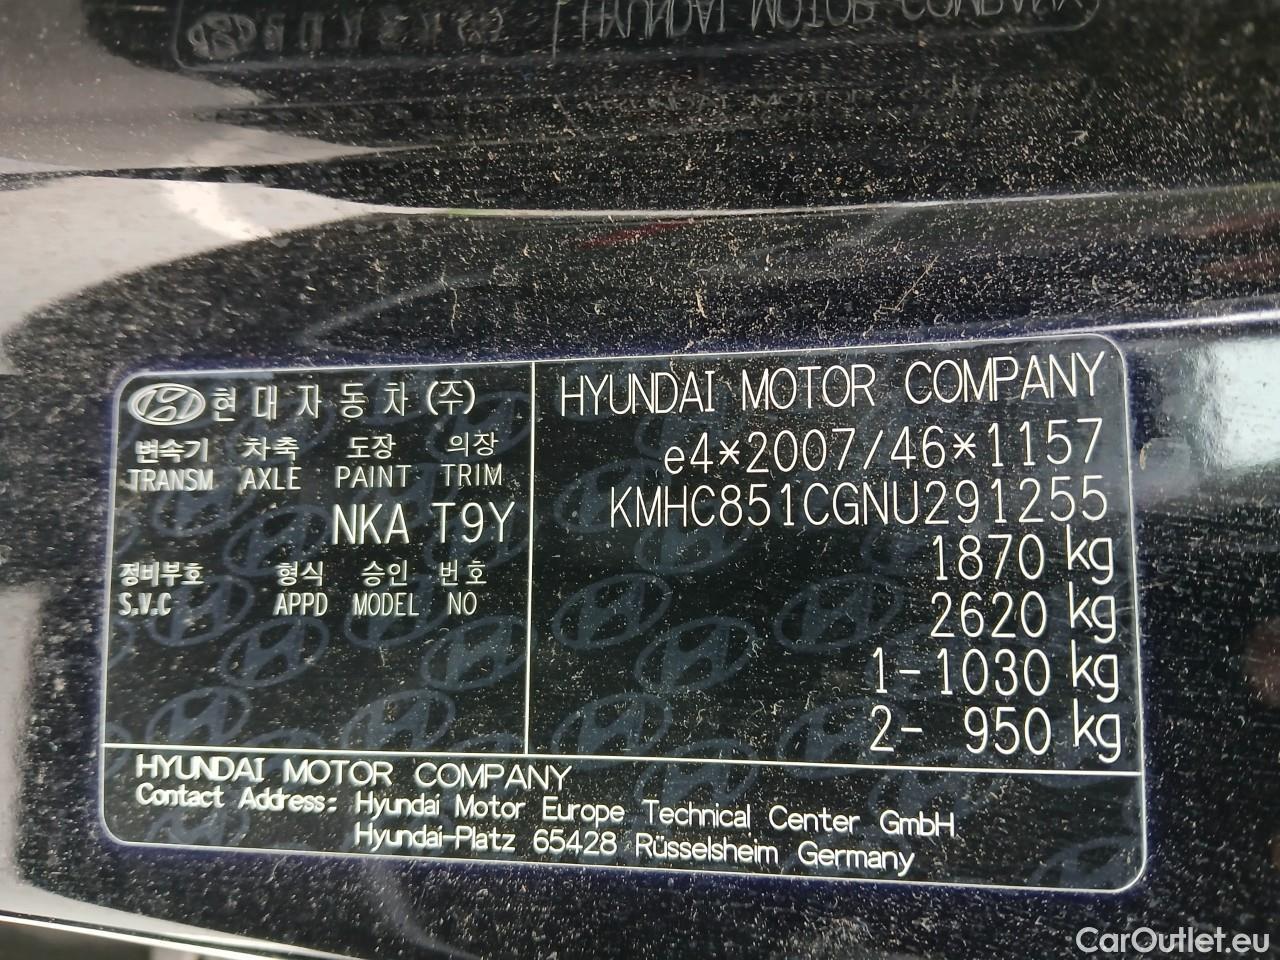 현대자동차(주)
변속기 차축 도장 의장
TRANSM AXLE PAINT TRIM
NKA T9Y
정비부호 형식 승인 번호
S.V.C APPD MODEL NO
HYUNDAI MOTOR COMPANY
e4*2007/46*1157
KMHC851CGNU291255
1870 kg
2620 kg
1-1030 kg
2- 950 kg
HYUNDAI MOTOR COMPANY
Contact Address: Hyundai Motor Europe Technical Center GmbH
Hyundai-Platz 65428 Rüsselsheim Germany
CarOutlet.eu